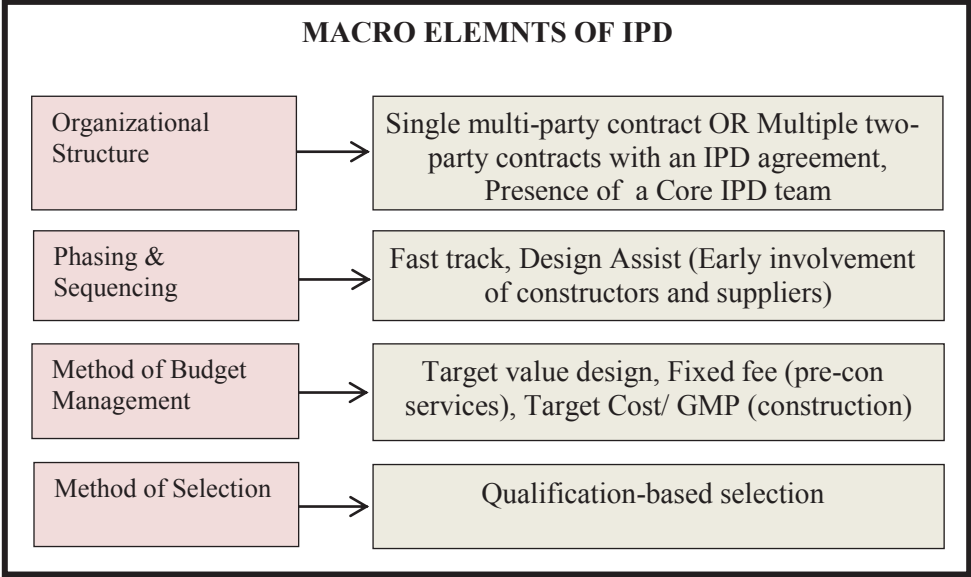 MACRO ELEMNTS OF IPD
Organizational
Structure
Single multi-party contract OR Multiple two-
party contracts with an IPD agreement,
Presence of a Core IPD team
Phasing &
Sequencing
Fast track, Design Assist (Early involvement
of constructors and suppliers)
Method of Budget
Management
Target value design, Fixed fee (pre-con
services), Target Cost/ GMP (construction)
Method of Selection
Qualification-based selection